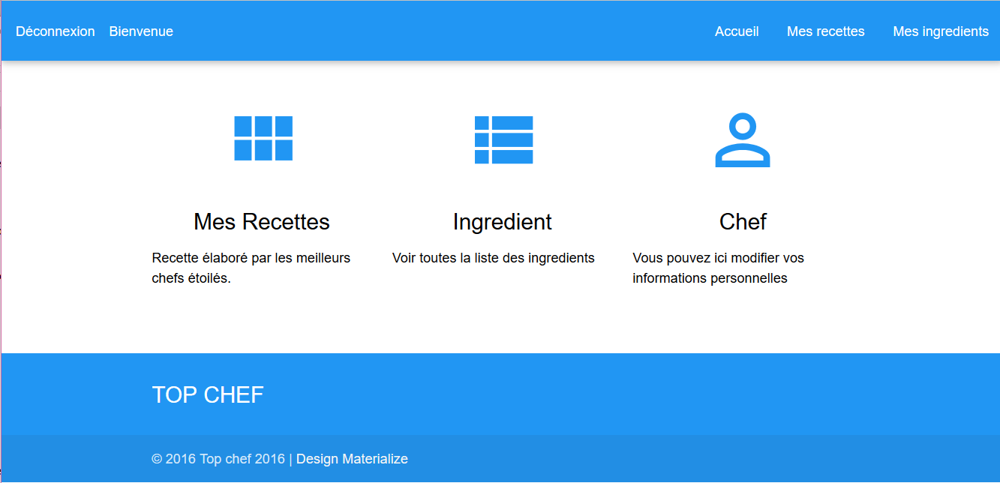 Déconnexion Bienvenue Accueil Mes recettes Mes ingredients
Mes Recettes
Recette élaboré par les meilleurs
chefs étoilés.
Ingredient
Voir toutes la liste des ingredients
Chef
Vous pouvez ici modifier vos
informations personnelles
TOP CHEF
© 2016 Top chef 2016 | Design Materialize